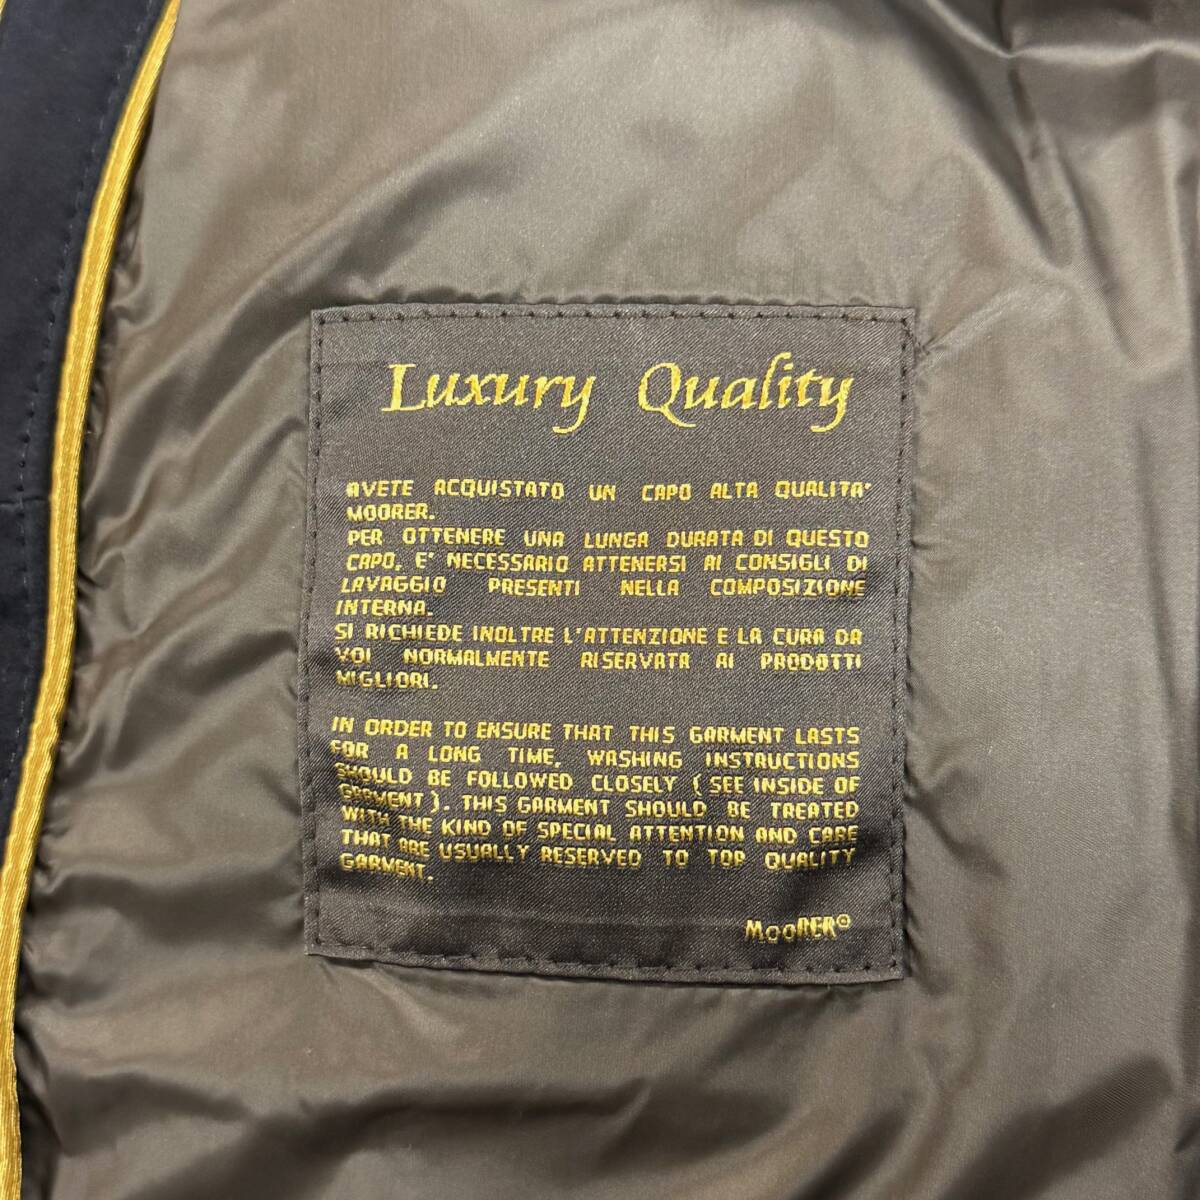 Luxury Quality
AVETE ACQUISTATO UN CAPO ALTA QUALITA'
MOORER.
PER OTTENERE UNA LUNGA DURATA DI QUESTO
CAPO, E' NECESSARIO ATTENERSI AI CONSIGLI DI
LAVAGGIO PRESENTI NELLA COMPOSIZIONE
INTERNA.
SI RICHIEDE INOLTRE L'ATTENZIONE E LA CURA DA
VOI NORMALMENTE RISERVATA AI PRODOTTI
MIGLIORI.
IN ORDER TO ENSURE THAT THIS GARMENT LASTS
FOR A LONG TIME, WASHING INSTRUCTIONS
SHOULD BE FOLLOWED CLOSELY ( SEE INSIDE OF
GARMENT ). THIS GARMENT SHOULD BE TREATED
WITH THE KIND OF SPECIAL ATTENTION AND CARE
THAT ARE USUALLY RESERVED TO TOP QUALITY
GARMENT.
MOORER®